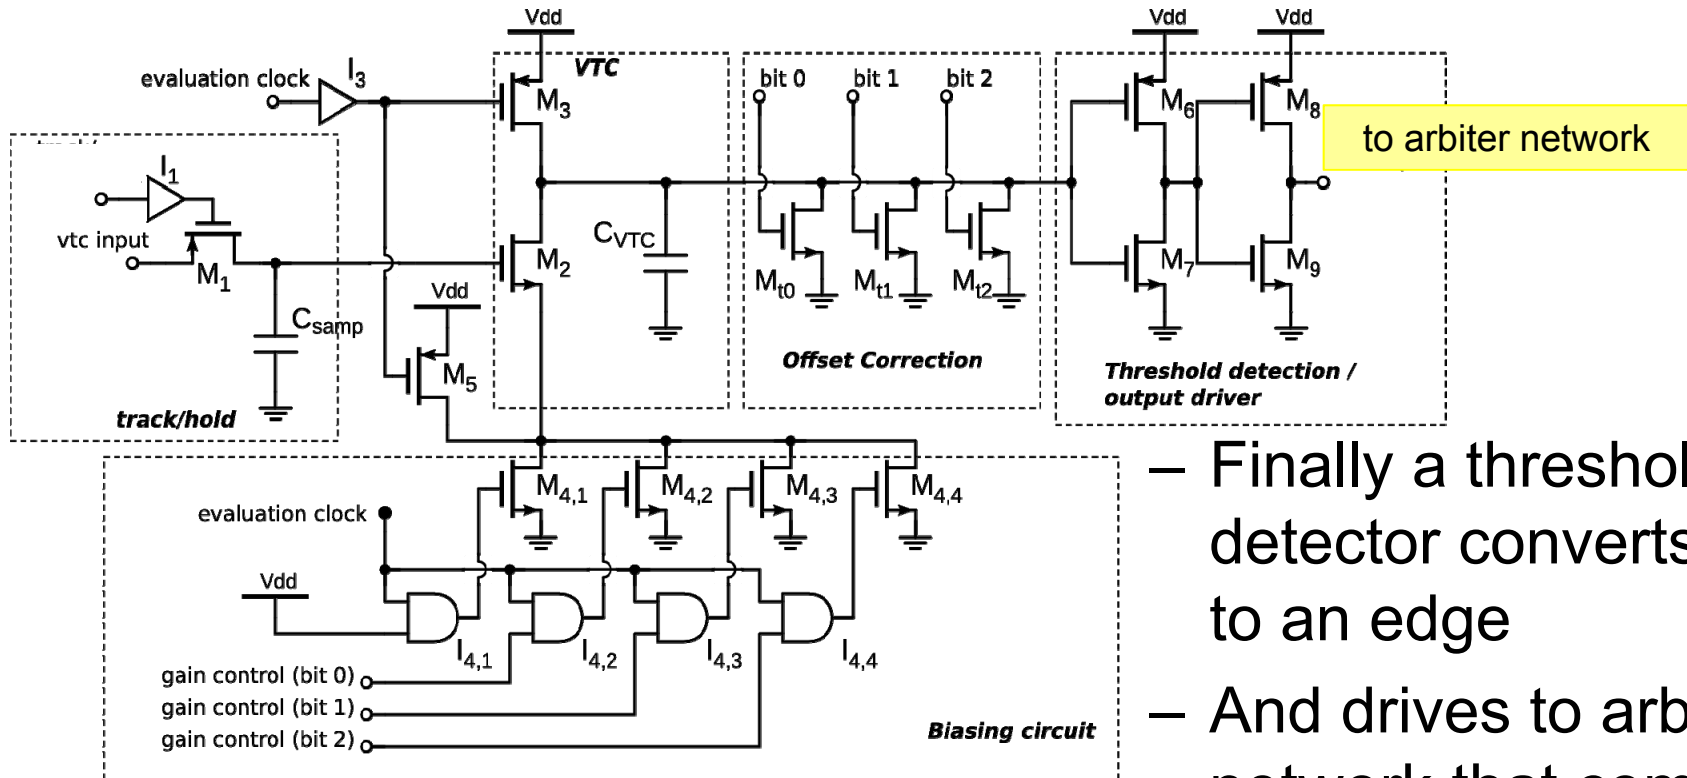 Vdd
Vdd
Vdd
evaluation clock
I3
VTC
M3
bit 0
bit 1
bit 2
M6
M8
to arbiter network
I1
vtc input
M1
Csamp
track/hold
Vdd
M5
M2
CVTC
Mt0
Mt1
Mt2
Offset Correction
M7
M9
Threshold detection /
output driver
M4,1
M4,2
M4,3
M4,4
evaluation clock
Vdd
I4,1
I4,2
I4,3
I4,4
gain control (bit 0)
gain control (bit 1)
gain control (bit 2)
Biasing circuit
– Finally a threshol
detector converts
to an edge
– And drives to arb